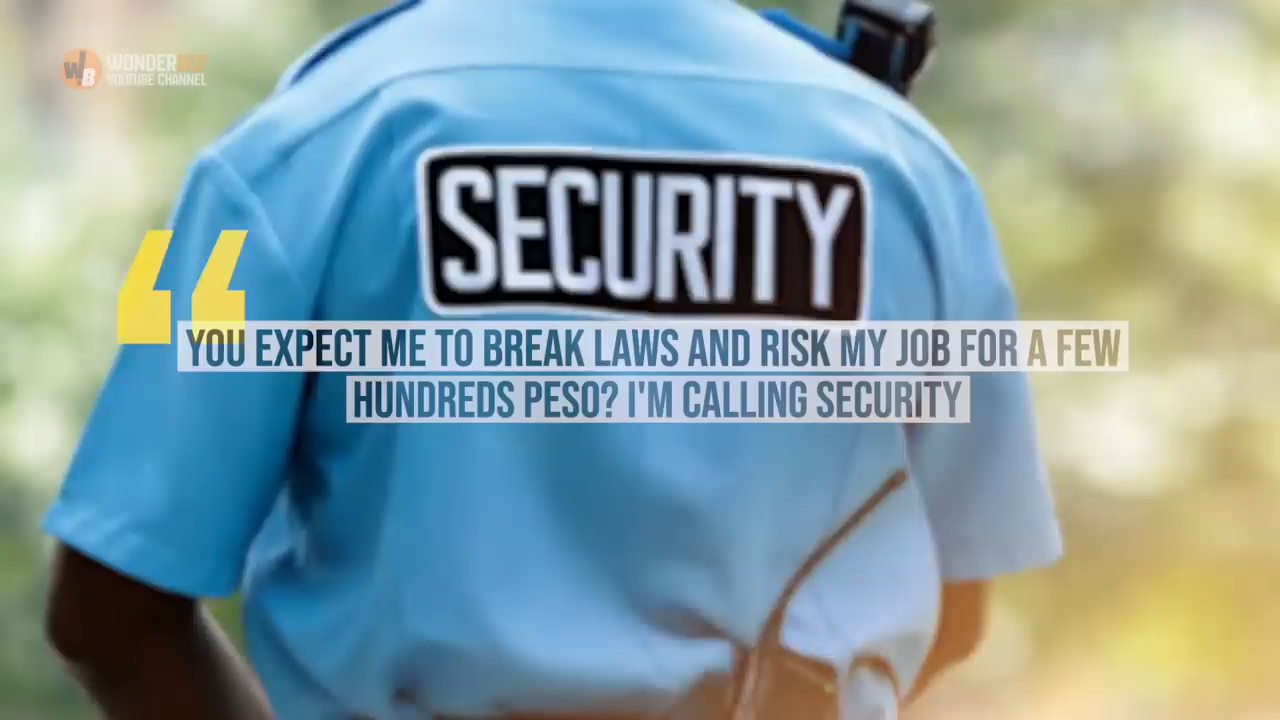 WONDER
YOUTUBE CHANNEL
SECURITY
“
YOU EXPECT ME TO BREAK LAWS AND RISK MY JOB FOR A FEW
HUNDREDS PESO? I'M CALLING SECURITY